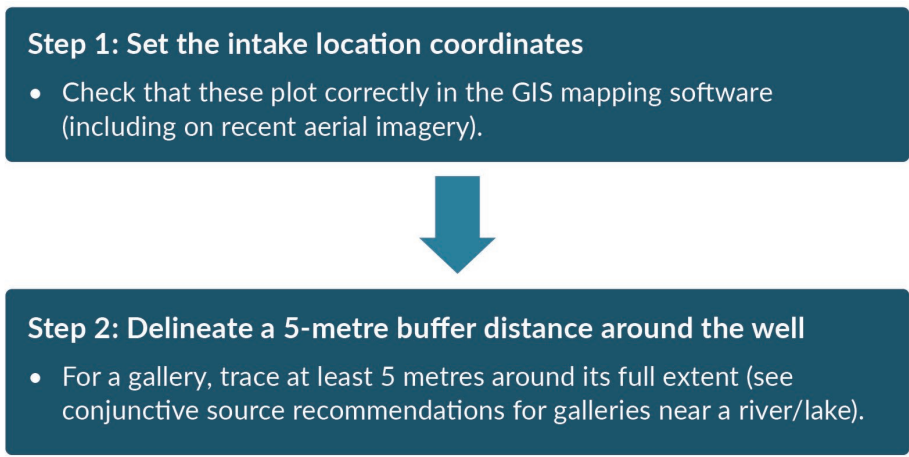 Step 1: Set the intake location coordinates
• Check that these plot correctly in the GIS mapping software
(including on recent aerial imagery).
Step 2: Delineate a 5-metre buffer distance around the well
• For a gallery, trace at least 5 metres around its full extent (see
conjunctive source recommendations for galleries near a river/lake).